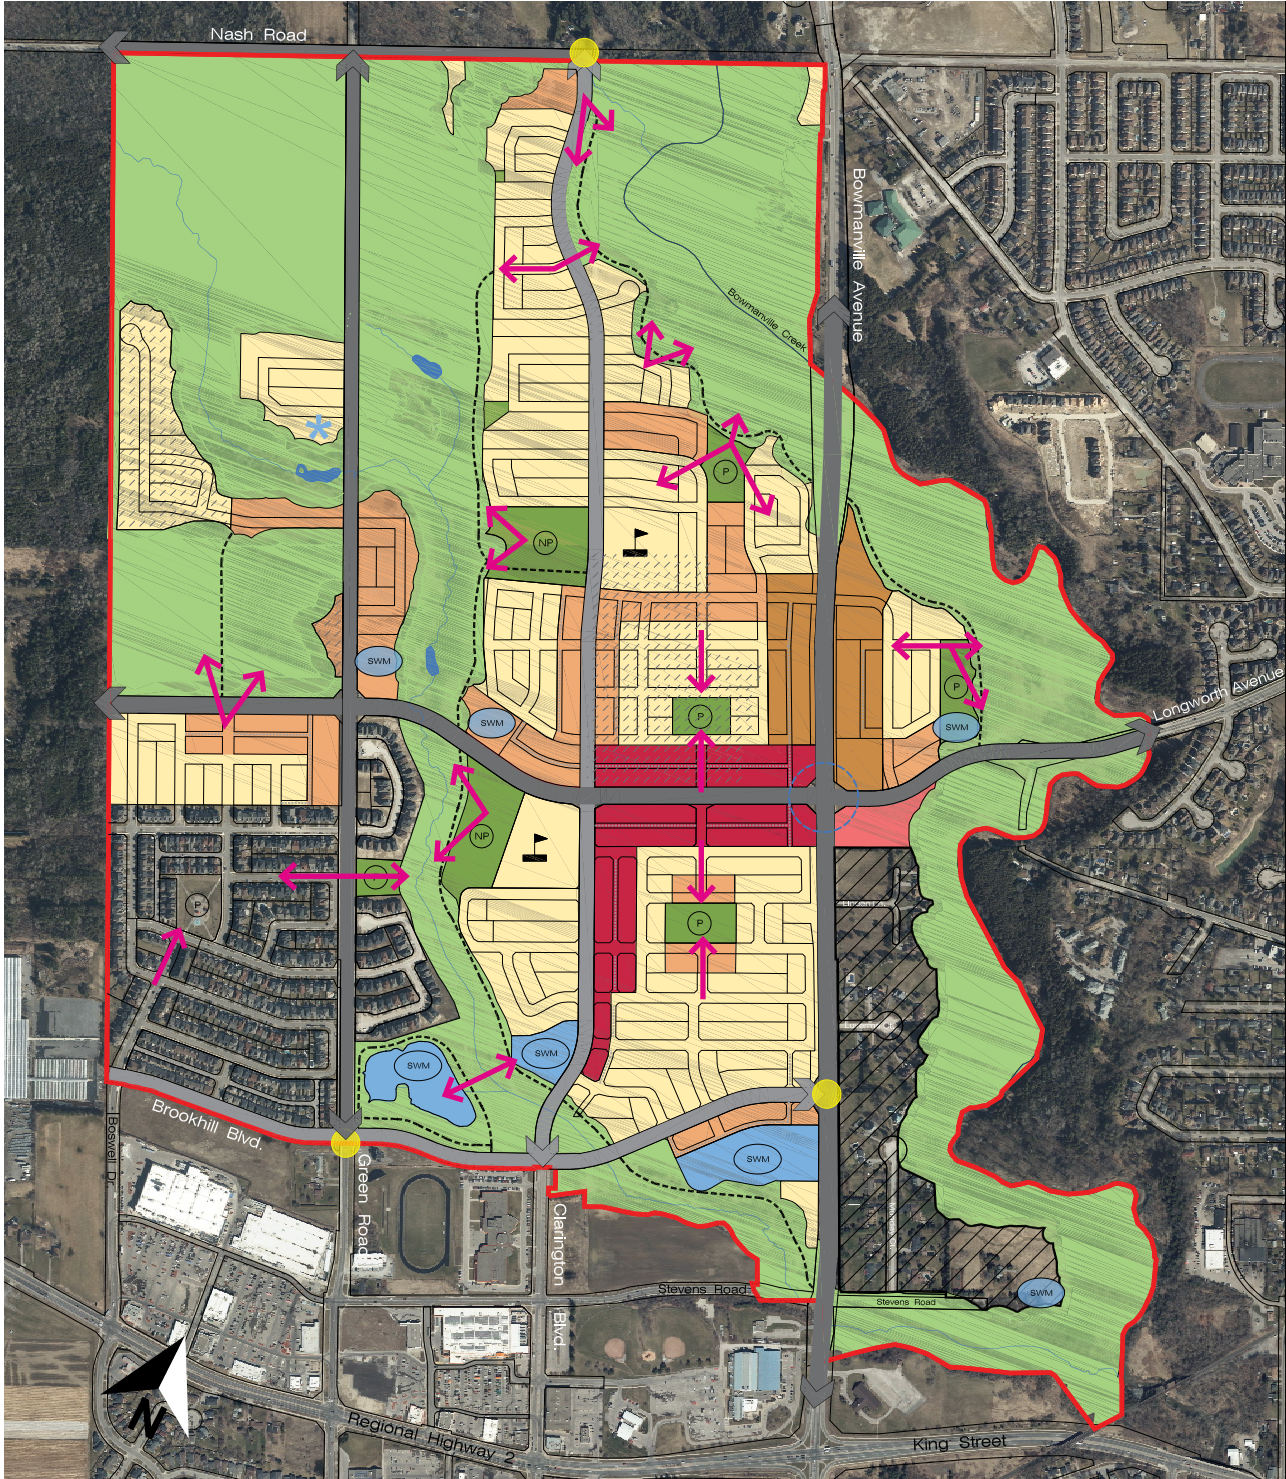 Nash Road
Bowmanville Avenue
Bowmanville Creek
P
NP
SWM
P
SWM
P
SWM
Longworth Avenue
NP
P
P
SWM
SWM
Brookhill Blvd.
Boswell Dr.
Green Road
SWM
Clarington Blvd.
Stevens Road
Stevens Road
SWM
N
Regional Highway 2
King Street